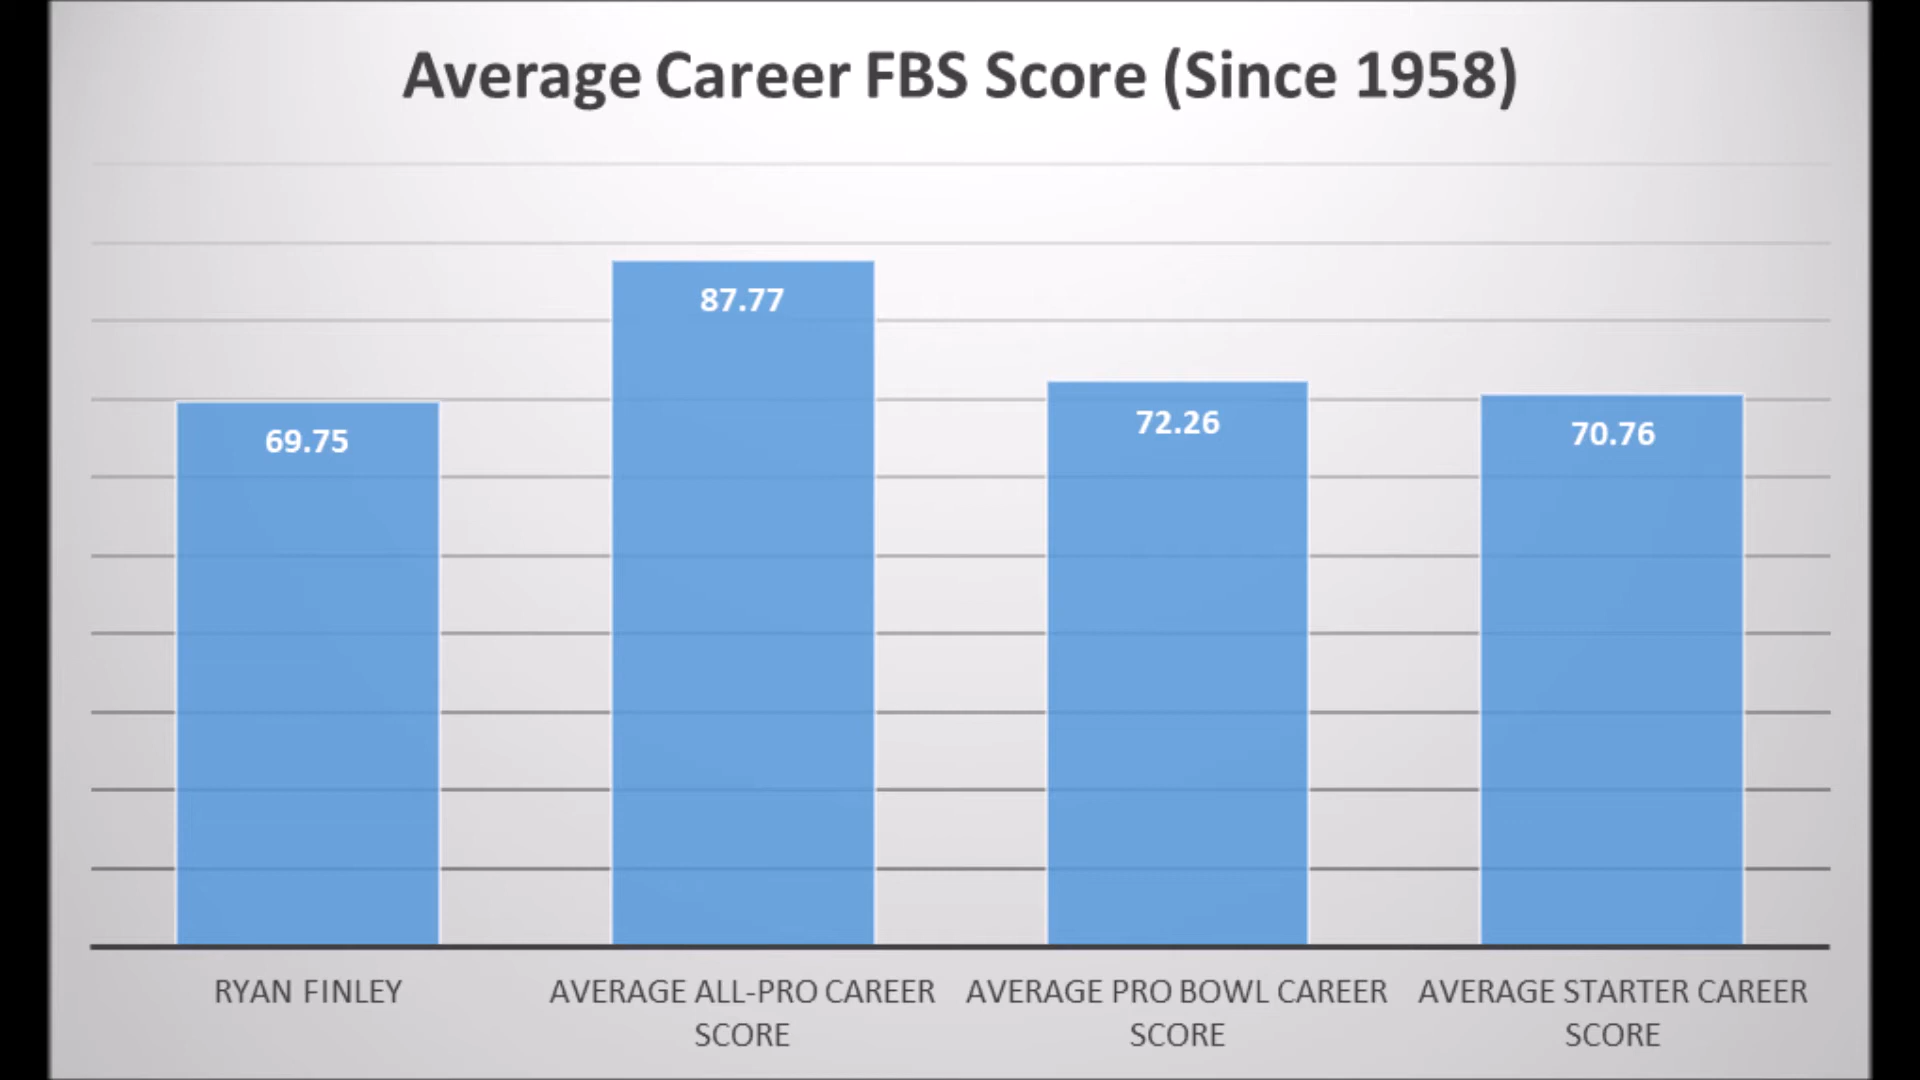 Average Career FBS Score (Since 1958)
87.77
72.26
70.76
69.75
RYAN FINLEY
AVERAGE ALL-PRO CAREER
SCORE
AVERAGE PRO BOWL CAREER
SCORE
AVERAGE STARTER CAREER
SCORE